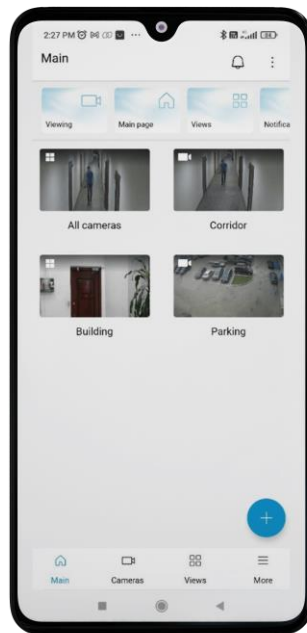 2:27 PM
Main
Viewing
Main page
Views
Notifica
All cameras
Corridor
Building
Parking
Main
Cameras
Views
More